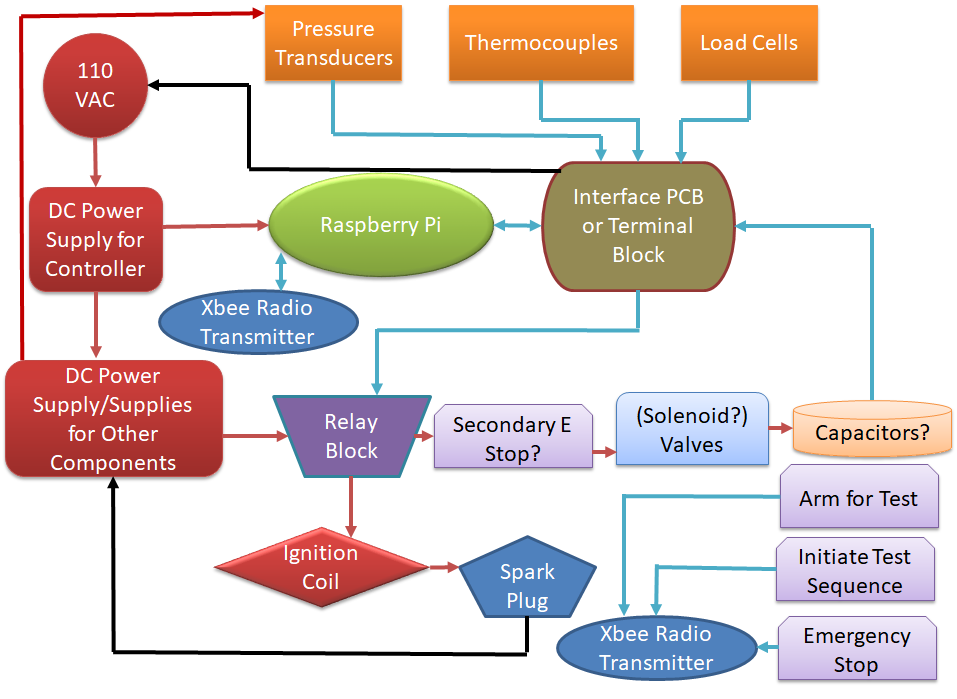 Pressure
Transducers
Thermocouples
Load Cells
110
VAC
DC Power
Supply for
Controller
Raspberry Pi
Interface PCB
or Terminal
Block
Xbee Radio
Transmitter
DC Power
Supply/Supplies
for Other
Components
Relay
Block
Secondary E
Stop?
(Solenoid?)
Valves
Capacitors?
Arm for Test
Ignition
Coil
Spark
Plug
Initiate Test
Sequence
Xbee Radio
Transmitter
Emergency
Stop